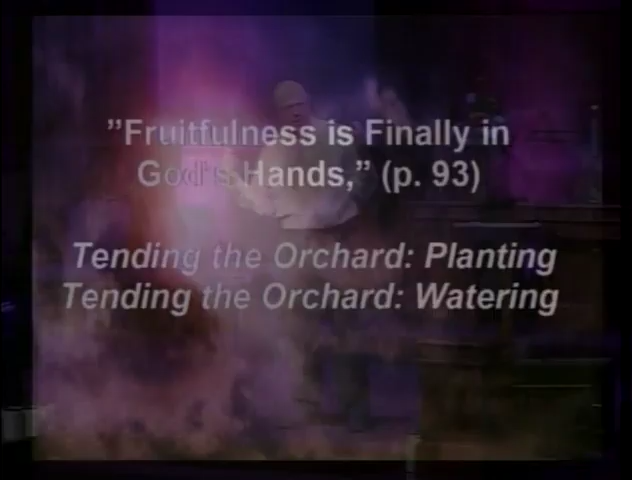 ”Fruitfulness is Finally in
God's Hands,” (p. 93)
Tending the Orchard: Planting
Tending the Orchard: Watering